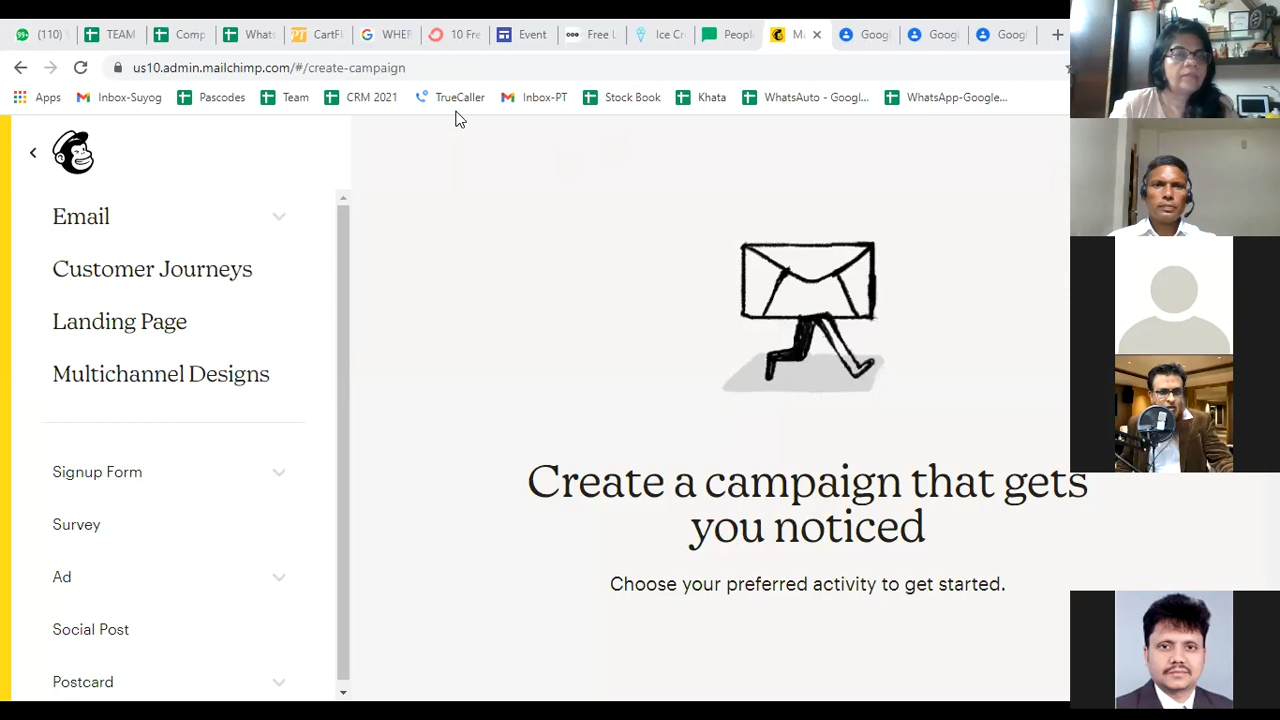 (110)
TEAM
Comp
Whats
CartFl
WHER
10 Fre
Event
Free L
Ice Cr
Peopl
Goog
Goog
Goog
us10.admin.mailchimp.com/#/create-campaign
Apps
Inbox-Suyog
Pascodes
Team
CRM 2021
TrueCaller
Inbox-PT
Stock Book
Khata
WhatsAuto - Googl...
WhatsApp-Google...
Email
Customer Journeys
Landing Page
Multichannel Designs
Signup Form
Survey
Ad
Social Post
Postcard
Create a campaign that gets
you noticed
Choose your preferred activity to get started.